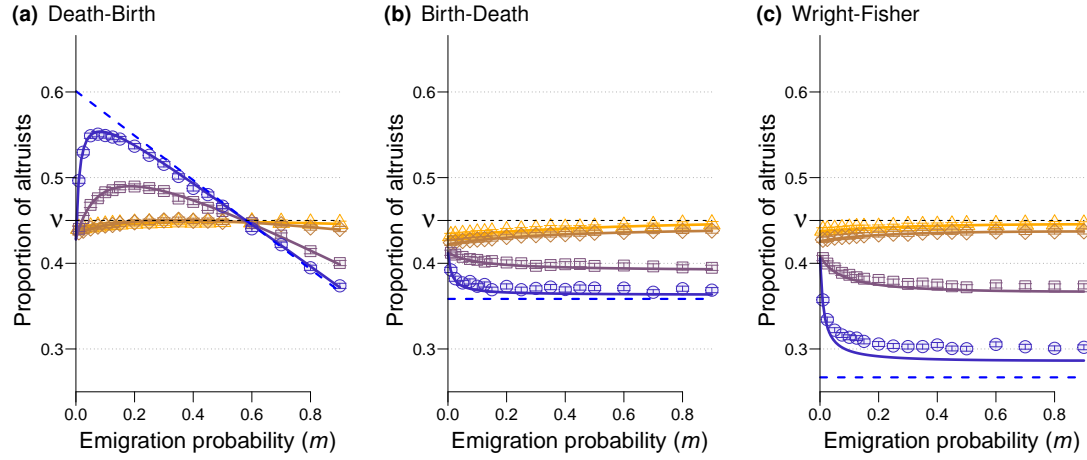 (a) Death-Birth
0.6
0.5
ν
0.4
0.3
Proportion of altruists
0.0 0.2 0.4 0.6 0.8
Emigration probability (m)
(b) Birth-Death
0.6
0.5
ν
0.4
0.3
Proportion of altruists
0.0 0.2 0.4 0.6 0.8
Emigration probability (m)
(c) Wright-Fisher
0.6
0.5
ν
0.4
0.3
Proportion of altruists
0.0 0.2 0.4 0.6 0.8
Emigration probability (m)